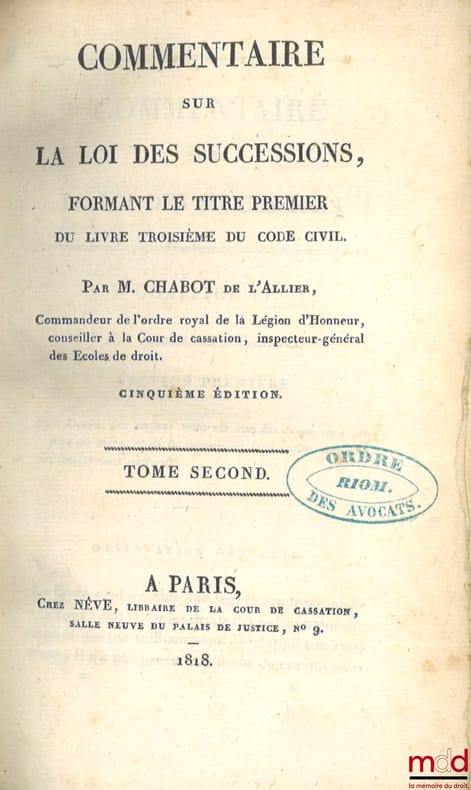 COMMENTAIRE
SUR
LA LOI DES SUCCESSIONS,
FORMANT LE TITRE PREMIER
DU LIVRE TROISIÈME DU CODE CIVIL.
PAR M. CHABOT DE L'ALLIER,
Commandeur de l'ordre royal de la Légion d'Honneur,
conseiller à la Cour de cassation, inspecteur-général
des Ecoles de droit.
CINQUIÈME ÉDITION.
TOME SECOND.
ORDRE
RIOM.
DES AVOCATS.
A PARIS,
CHEZ NÈVE, LIBRAIRE DE LA COUR DE CASSATION,
SALLE NEUVE DU PALAIS DE JUSTICE, Nº 9.
1818.
mdd
la mémoire du droit